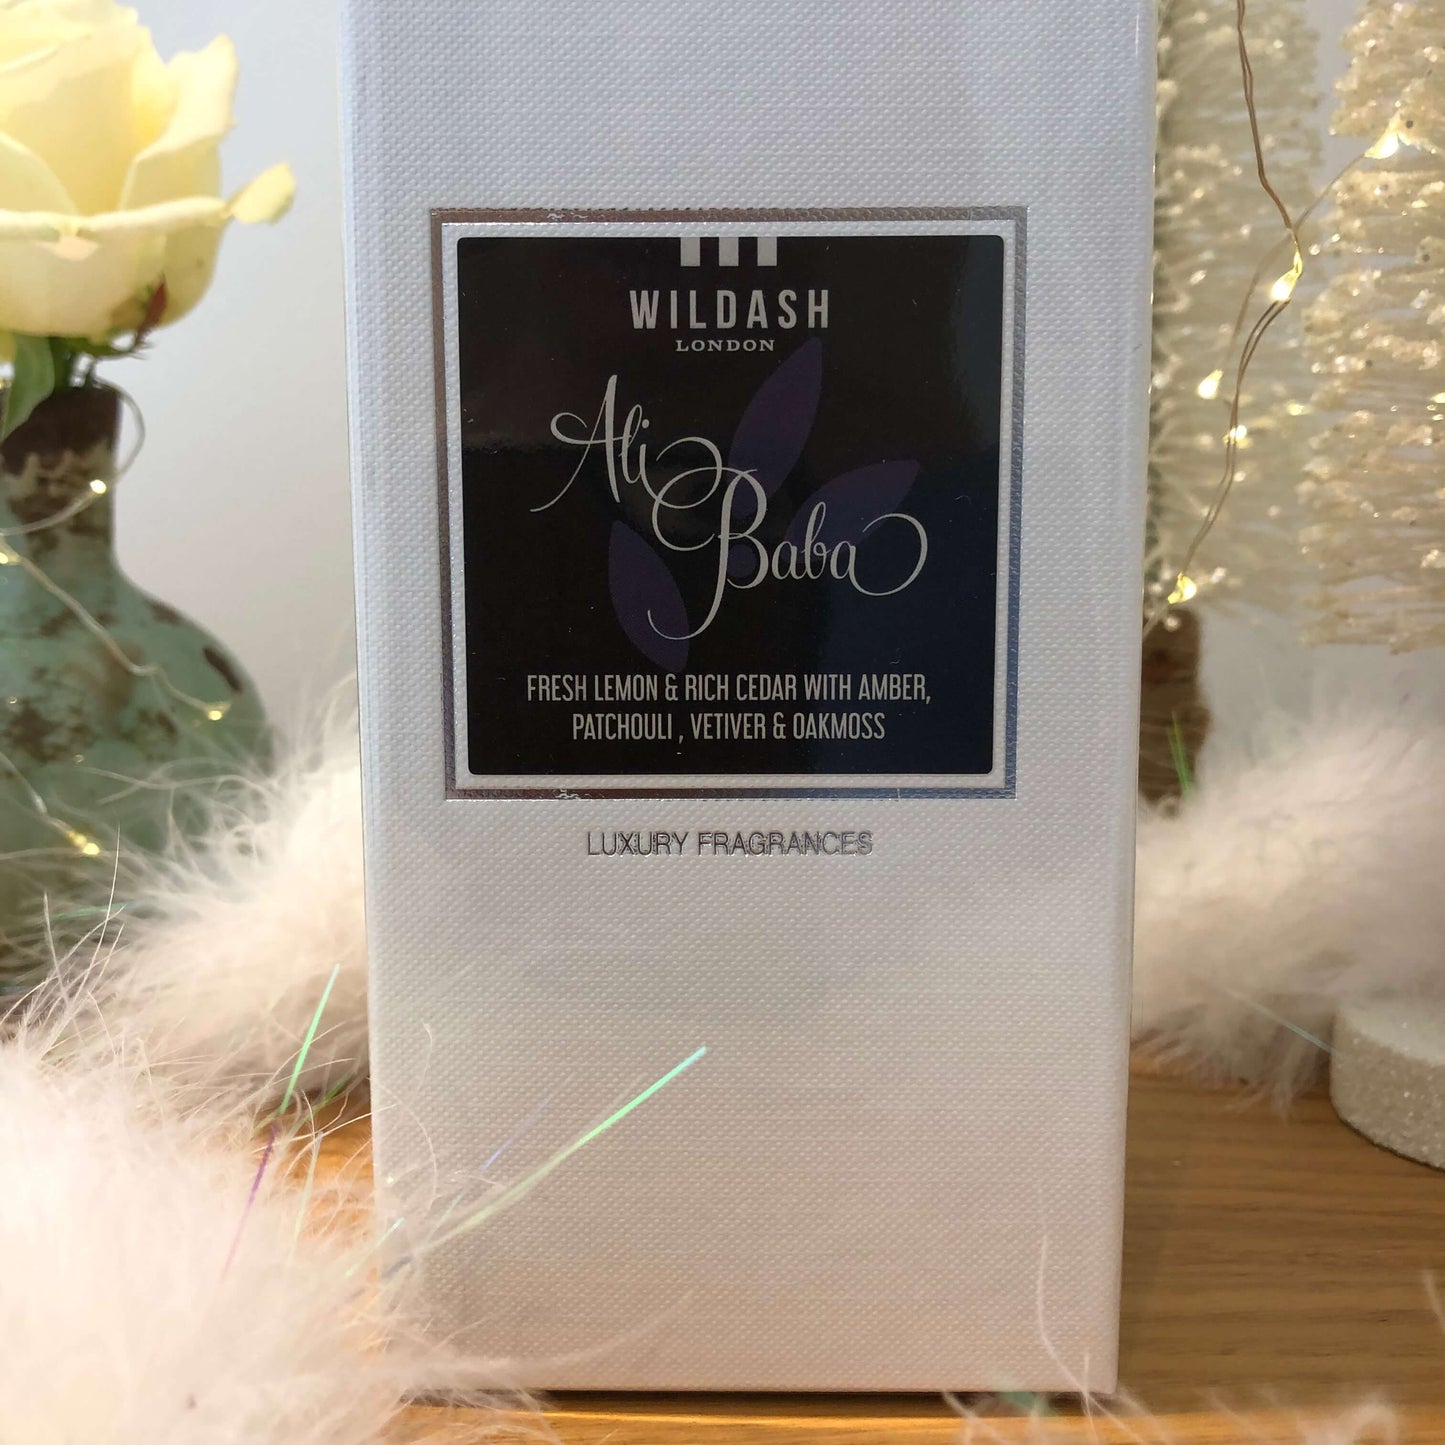 WILDASH
LONDON
Ali
Baba
FRESH LEMON & RICH CEDAR WITH AMBER,
PATCHOULI , VETIVER & OAKMOSS
LUXURY FRAGRANCES